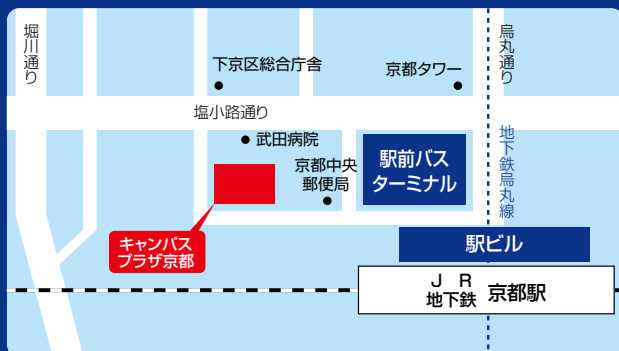 堀川通り
烏丸通り
下京区総合庁舎
京都タワー
塩小路通り
地下鉄烏丸線
武田病院
京都中央
郵便局
駅前バス
ターミナル
キャンパス
プラザ京都
駅ビル
JR
地下鉄 京都駅